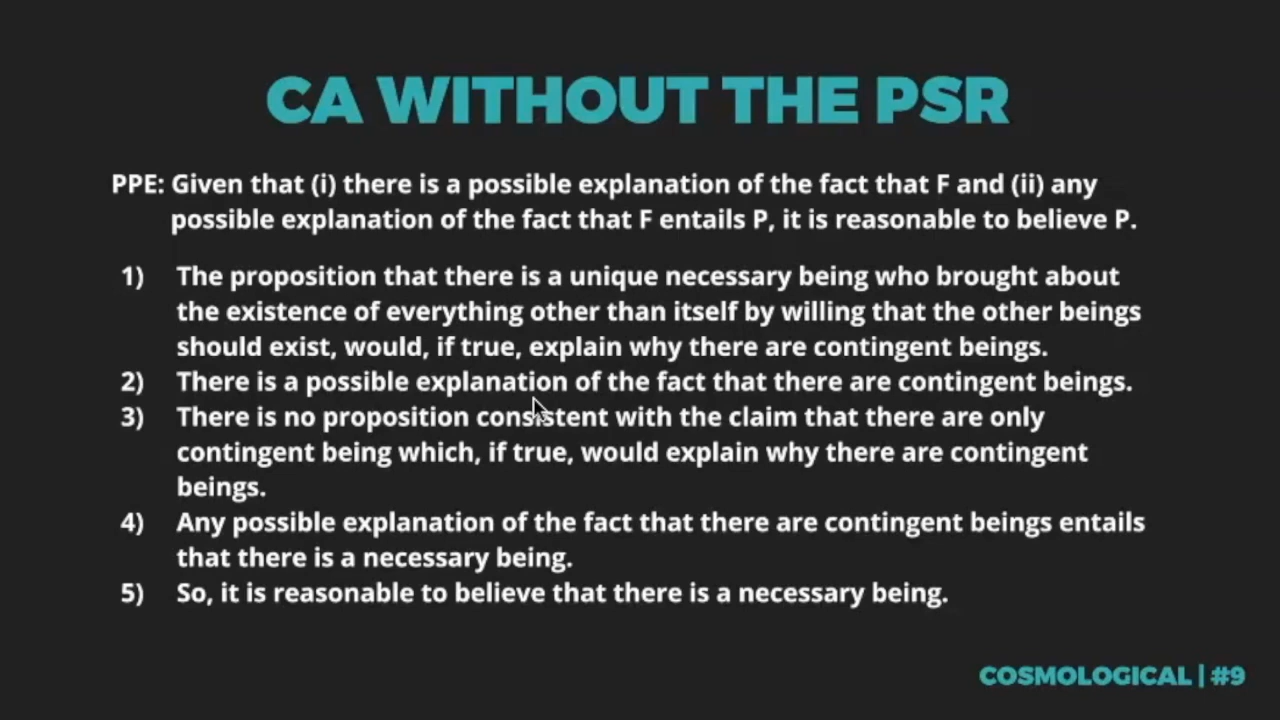 CA WITHOUT THE PSR
PPE: Given that (i) there is a possible explanation of the fact that F and (ii) any
possible explanation of the fact that F entails P, it is reasonable to believe P.
1) The proposition that there is a unique necessary being who brought about
the existence of everything other than itself by willing that the other beings
should exist, would, if true, explain why there are contingent beings.
2) There is a possible explanation of the fact that there are contingent beings.
3) There is no proposition consistent with the claim that there are only
contingent being which, if true, would explain why there are contingent
beings.
4) Any possible explanation of the fact that there are contingent beings entails
that there is a necessary being.
5) So, it is reasonable to believe that there is a necessary being.
COSMOLOGICAL | #9